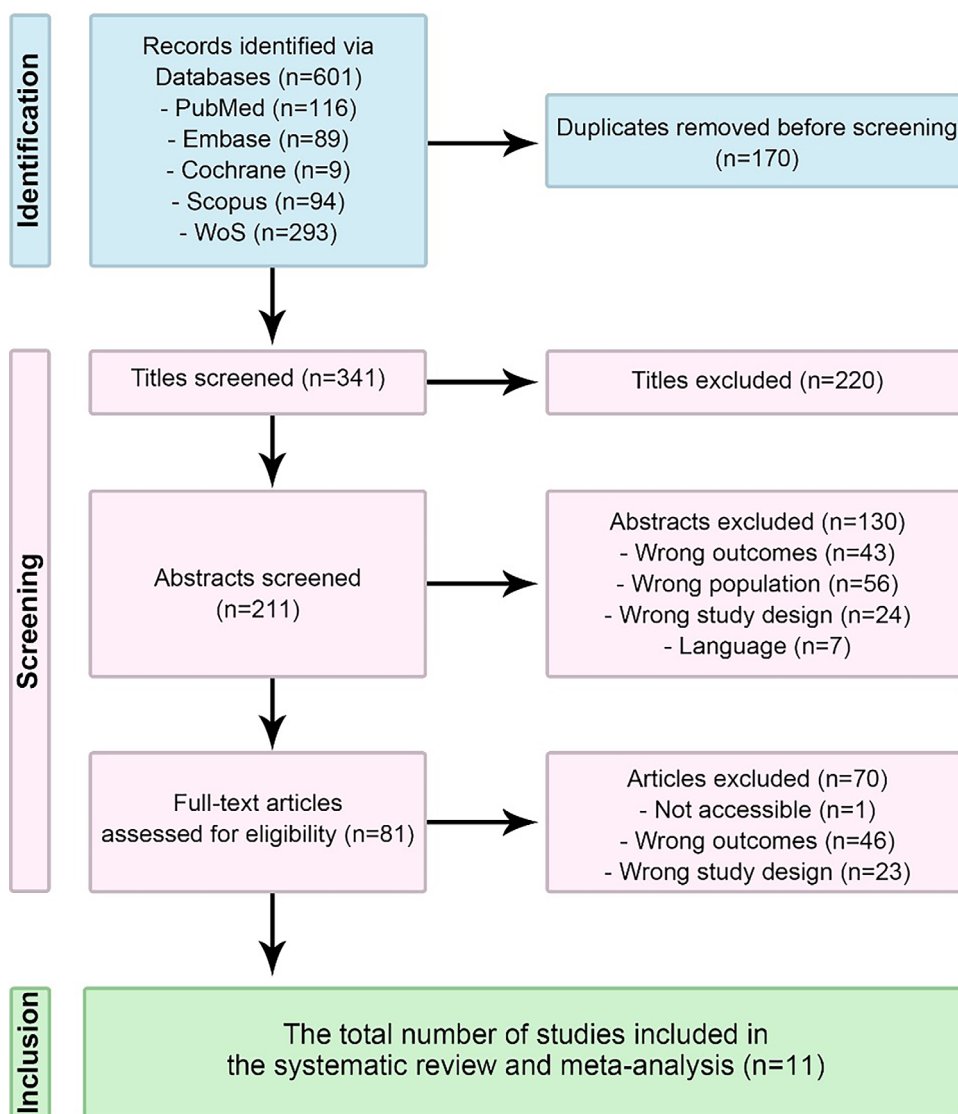 Identification
Records identified via
Databases (n=601)
- PubMed (n=116)
- Embase (n=89)
- Cochrane (n=9)
- Scopus (n=94)
- WoS (n=293)
Duplicates removed before screening
(n=170)
Screening
Titles screened (n=341)
Titles excluded (n=220)
Abstracts screened
(n=211)
Abstracts excluded (n=130)
- Wrong outcomes (n=43)
- Wrong population (n=56)
- Wrong study design (n=24)
- Language (n=7)
Full-text articles
assessed for eligibility (n=81)
Articles excluded (n=70)
- Not accessible (n=1)
- Wrong outcomes (n=46)
- Wrong study design (n=23)
Inclusion
The total number of studies included in
the systematic review and meta-analysis (n=11)